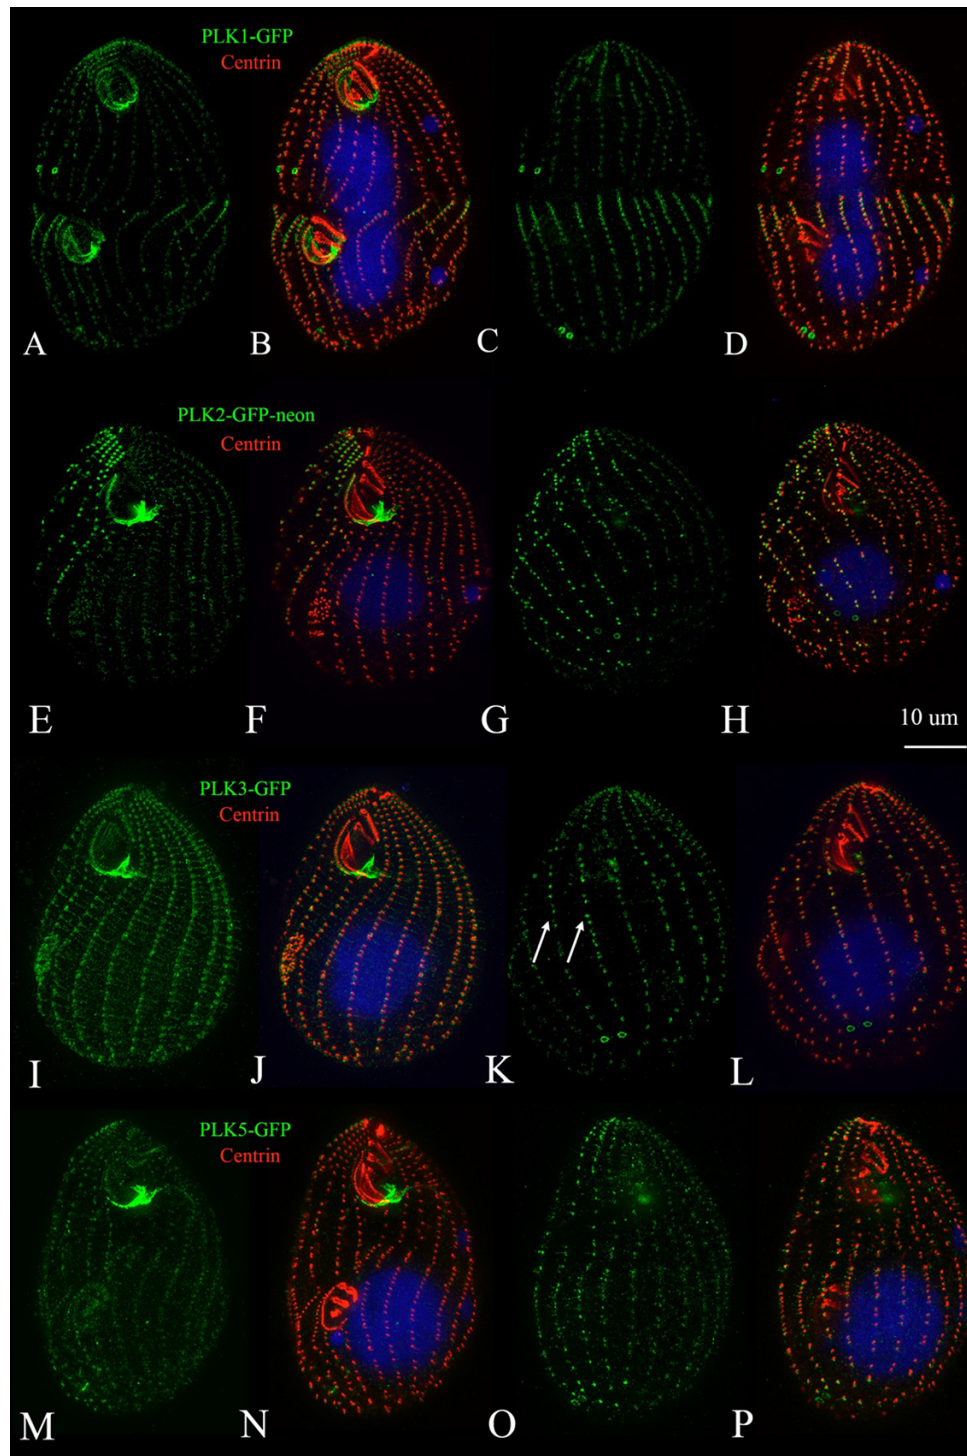 PLK1-GFP
Centrin
A B C D
PLK2-GFP-neon
Centrin
E F G H
10 um
PLK3-GFP
Centrin
I J K L
PLK5-GFP
Centrin
M N O P